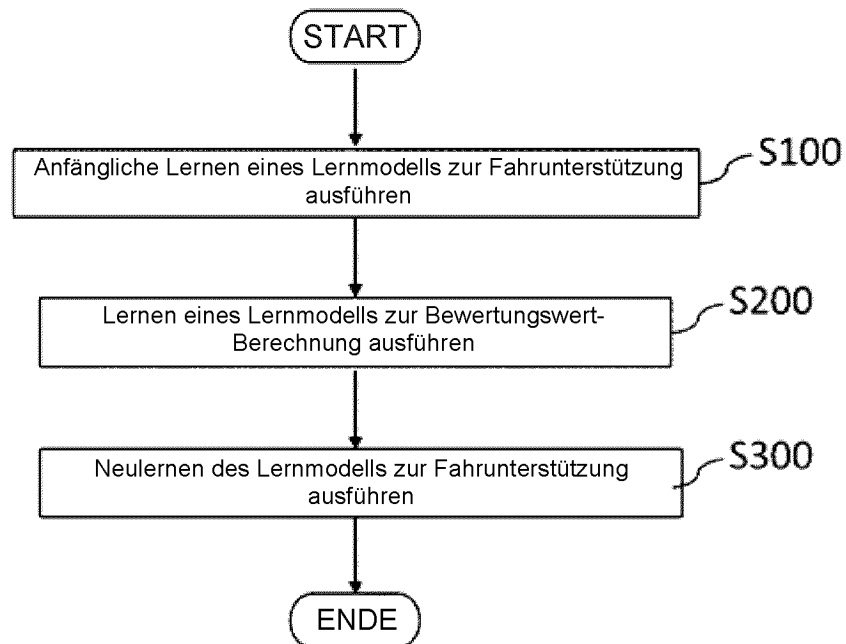 START
Anfängliche Lernen eines Lernmodells zur Fahrunterstützung
ausführen
S100
Lernen eines Lernmodells zur Bewertungswert-
Berechnung ausführen
S200
Neulernen des Lernmodells zur Fahrunterstützung
ausführen
S300
ENDE